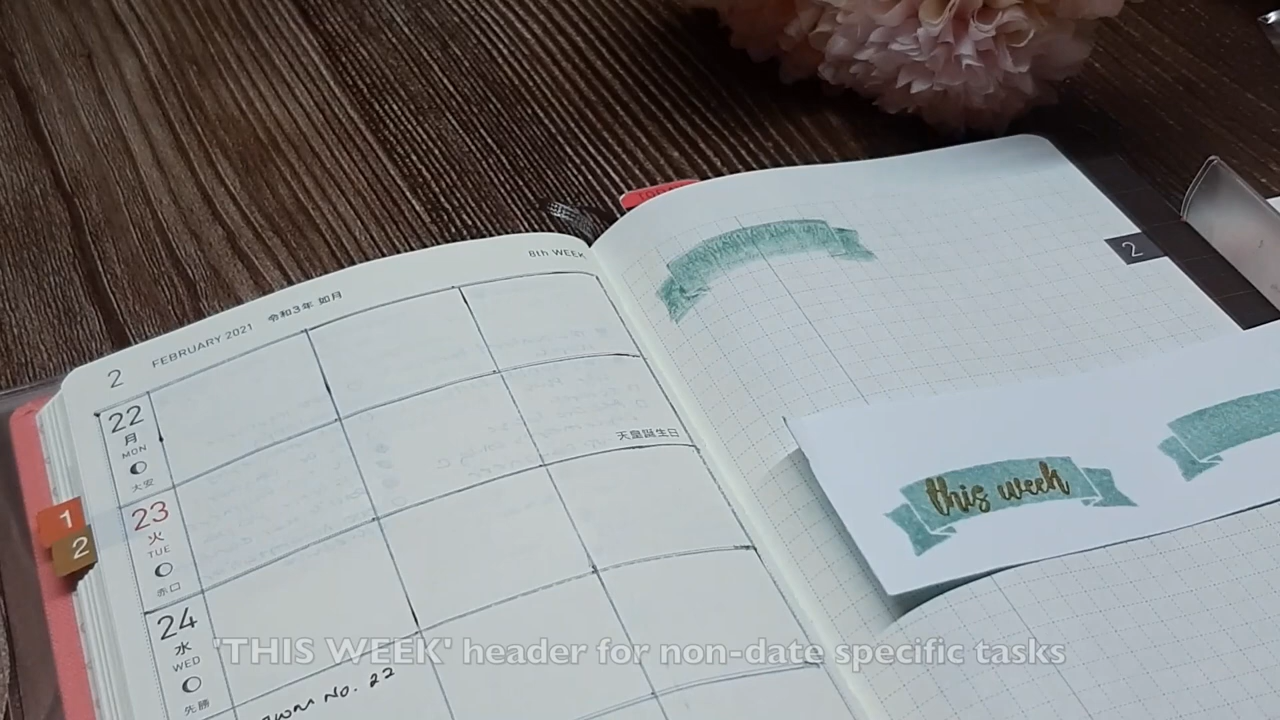 8th WEEK
2
FEBRUARY 2021 令和3年 如月
22
月
MON
大安
天皇誕生日
23
火
TUE
赤口
24
水
WED
先勝
No. 22
1
2
2
this week
'THIS WEEK' header for non-date specific tasks